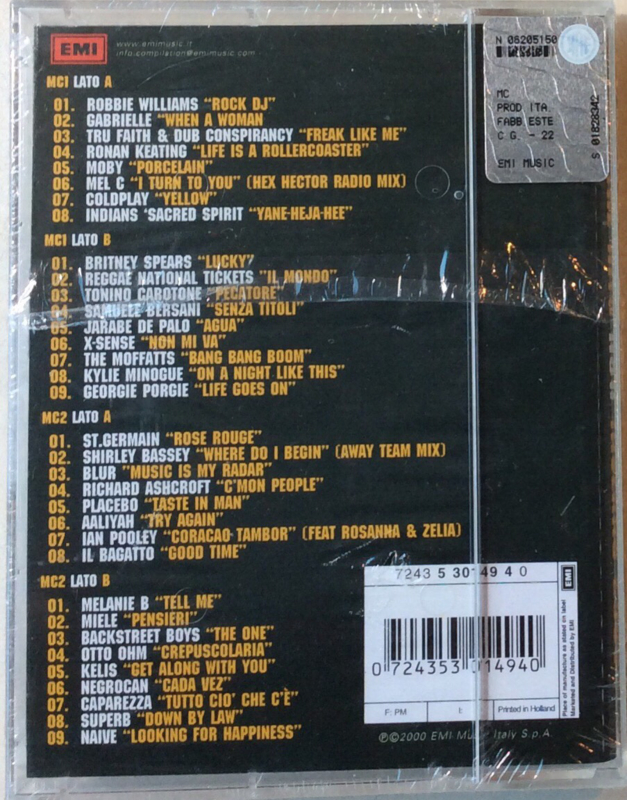 EMI
www.emimusic.it
info.compilation@emimusic.com
N 06205150
MC
PROD ITA
FABB ESTE
C G. - 22
EMI MUSIC
S 01828342
MC1 LATO A
01. ROBBIE WILLIAMS “ROCK DJ”
02. GABRIELLE “WHEN A WOMAN
03. TRU FAITH & DUB CONSPIRANCY “FREAK LIKE ME”
04. RONAN KEATING “LIFE IS A ROLLERCOASTER”
05. MOBY “PORCELAIN”
06. MEL C “I TURN TO YOU” (HEX HECTOR RADIO MIX)
07. COLDPLAY “YELLOW”
08. INDIANS ‘SACRED SPIRIT “YANE-HEJA-HEE”
MC1 LATO B
01. BRITNEY SPEARS “LUCKY”
02. REGGAE NATIONAL TICKETS “IL MONDO”
03. TONINO CAROTONE “PECATORE”
04. SAMUELE BERSANI “SENZA TITOLI”
05. JARABE DE PALO “AGUA”
06. X-SENSE “NON MI VA”
07. THE MOFFATTS “BANG BANG BOOM”
08. KYLIE MINOGUE “ON A NIGHT LIKE THIS”
09. GEORGIE PORGIE “LIFE GOES ON”
MC2 LATO A
01. ST.GERMAIN “ROSE ROUGE”
02. SHIRLEY BASSEY “WHERE DO I BEGIN” (AWAY TEAM MIX)
03. BLUR “MUSIC IS MY RADAR”
04. RICHARD ASHCROFT “C’MON PEOPLE”
05. PLACEBO “TASTE IN MAN”
06. AALIYAH “TRY AGAIN”
07. IAN POOLEY “CORACAO-TAMBOR” (FEAT ROSANNA & ZELIA)
08. IL BAGATTO “GOOD TIME”
MC2 LATO B
01. MELANIE B “TELL ME”
02. MIELE “PENSIERI”
03. BACKSTREET BOYS “THE ONE”
04. OTTO OHM “CREPUSCOLARIA”
05. KELIS “GET ALONG WITH YOU”
06. NEGROCAN “CADA VEZ”
07. CAPAREZZA “TUTTO CIO’ CHE C’È”
08. SUPERB “DOWN BY LAW”
09. NAIVE “LOOKING FOR HAPPINESS”
7243 5 30149 4 0
0 724353 014940
F: PM
I:
Printed in Holland
EMI
Place of manufacture as stated on label
Marketed and Distributed by EMI
℗©2000 EMI Music Italy S.p.A.